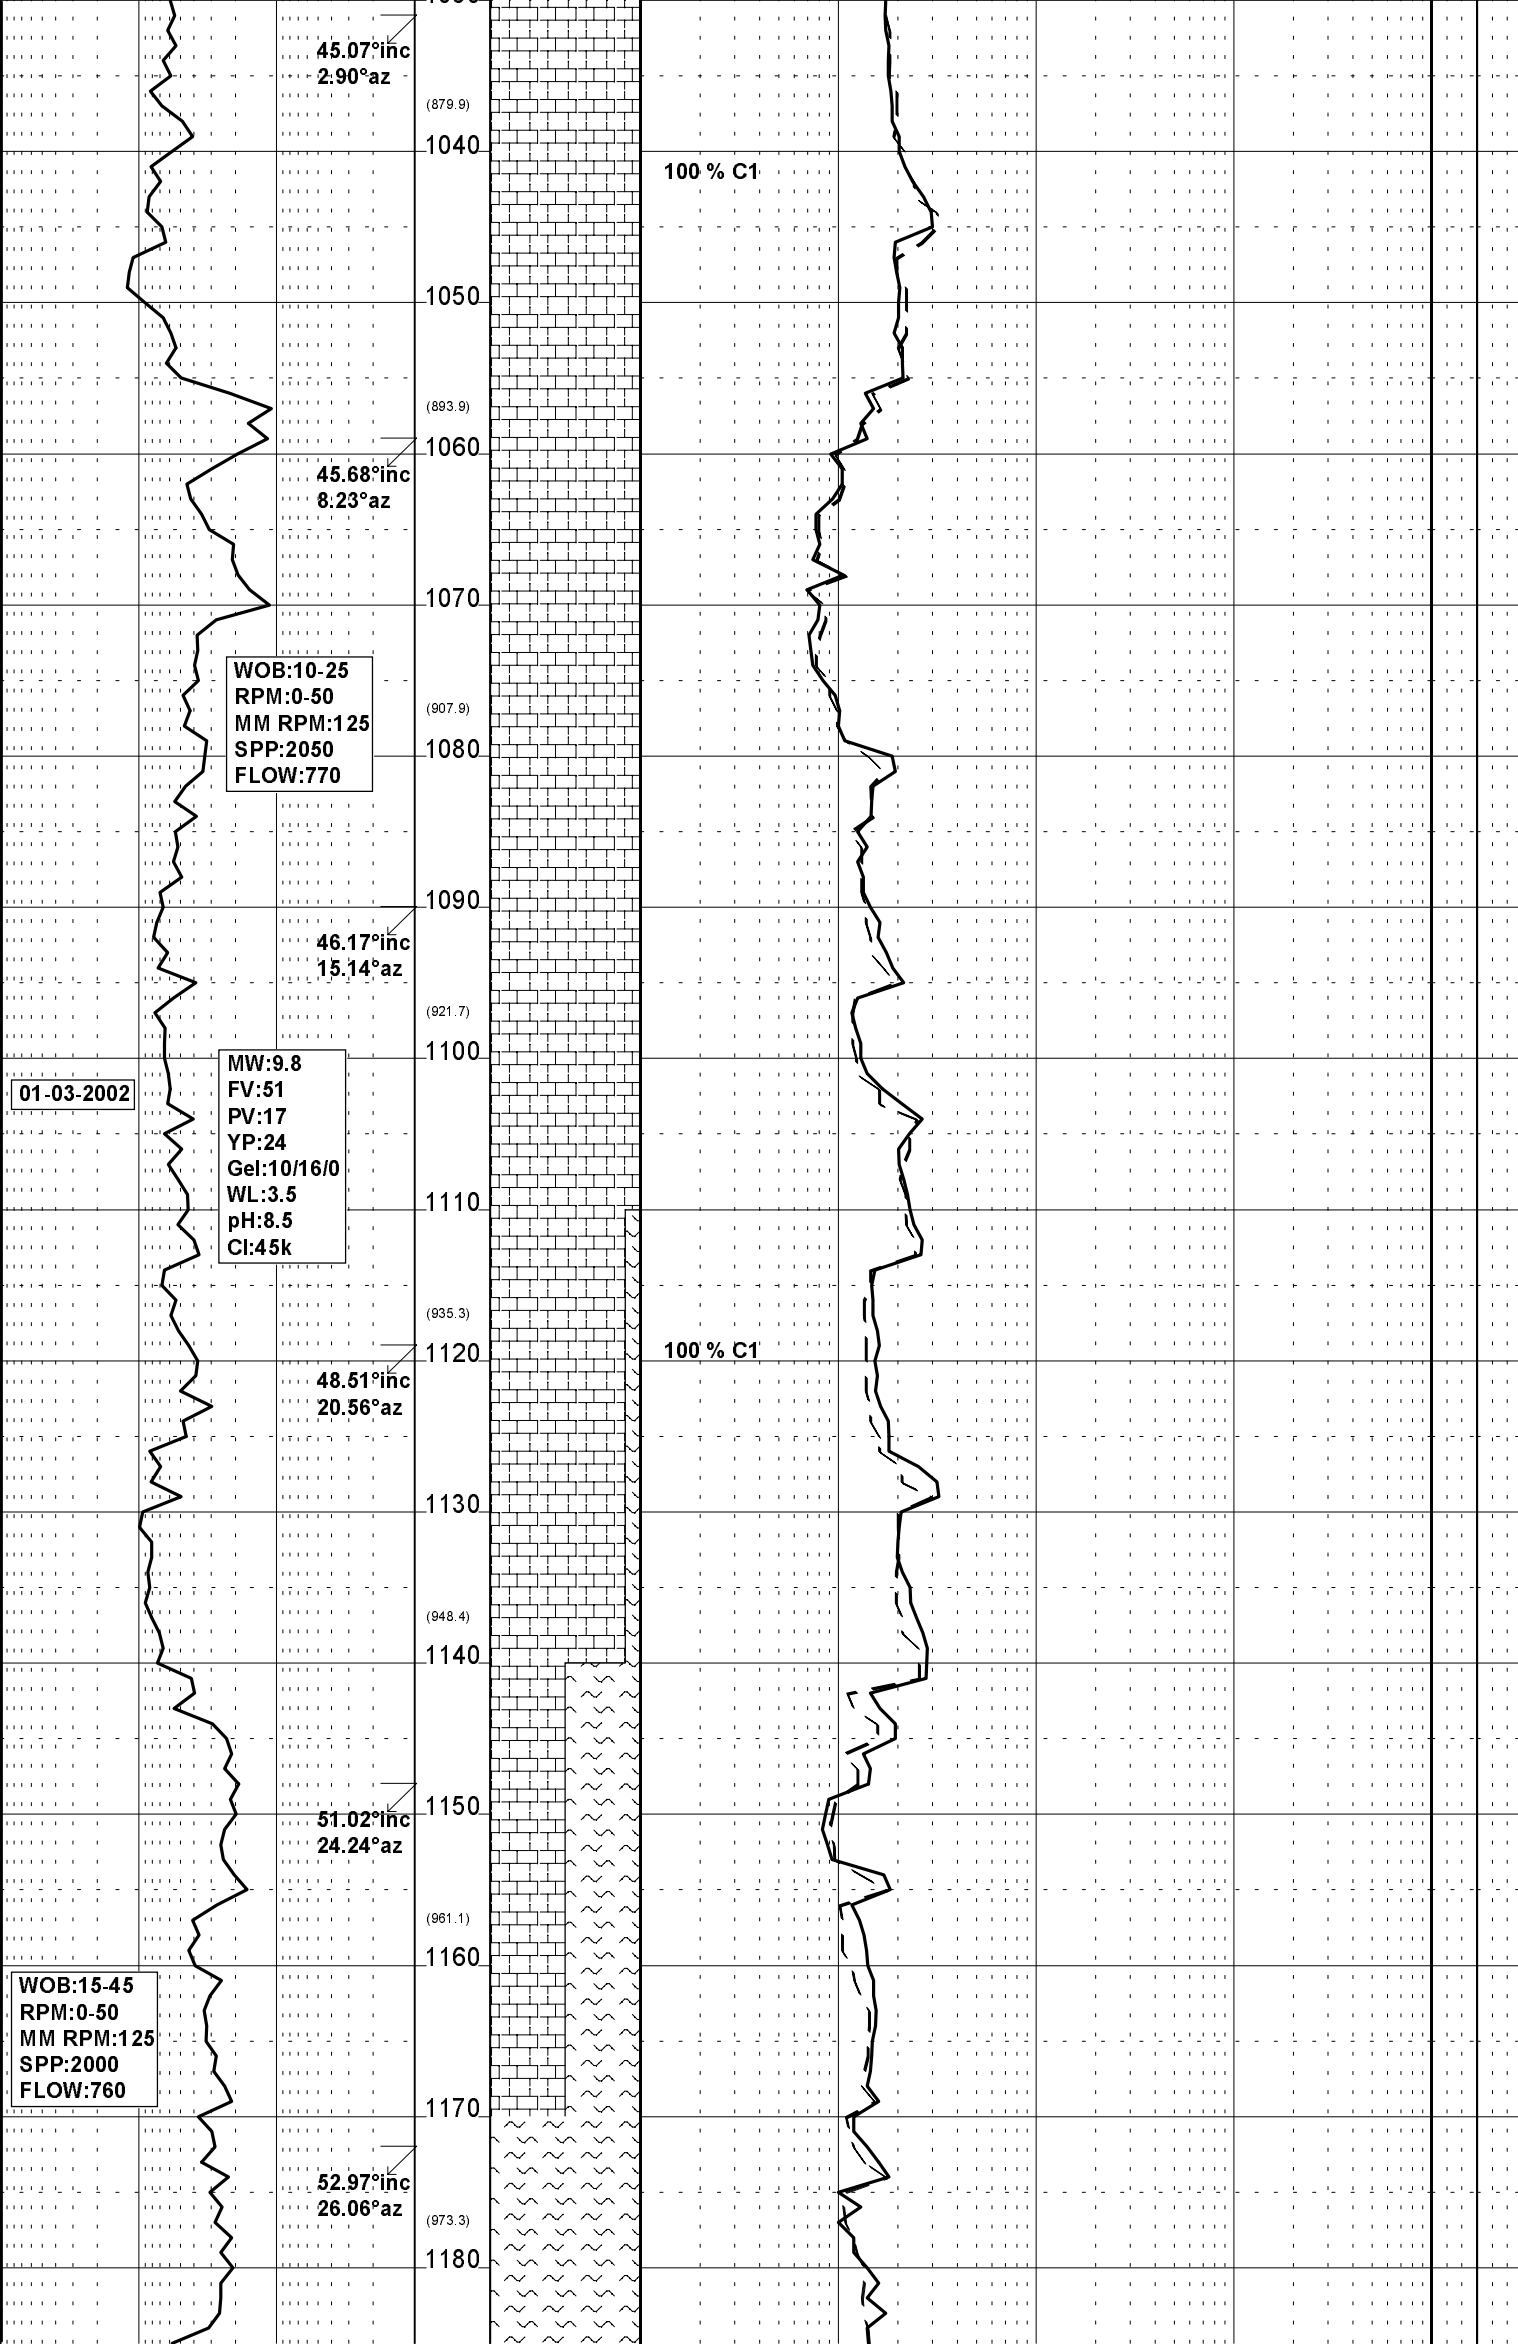 45.07°inc
2.90°az
(879.9)
1040
100 % C1
1050
(893.9)
1060
45.68°inc
8.23°az
1070
WOB:10-25
RPM:0-50
MM RPM:125
SPP:2050
FLOW:770
(907.9)
1080
1090
46.17°inc
15.14°az
(921.7)
1100
01-03-2002
MW:9.8
FV:51
PV:17
YP:24
Gel:10/16/0
WL:3.5
pH:8.5
Cl:45k
1110
(935.3)
1120
100 % C1
48.51°inc
20.56°az
1130
(948.4)
1140
1150
51.02°inc
24.24°az
(961.1)
1160
WOB:15-45
RPM:0-50
MM RPM:125
SPP:2000
FLOW:760
1170
52.97°inc
26.06°az
(973.3)
1180